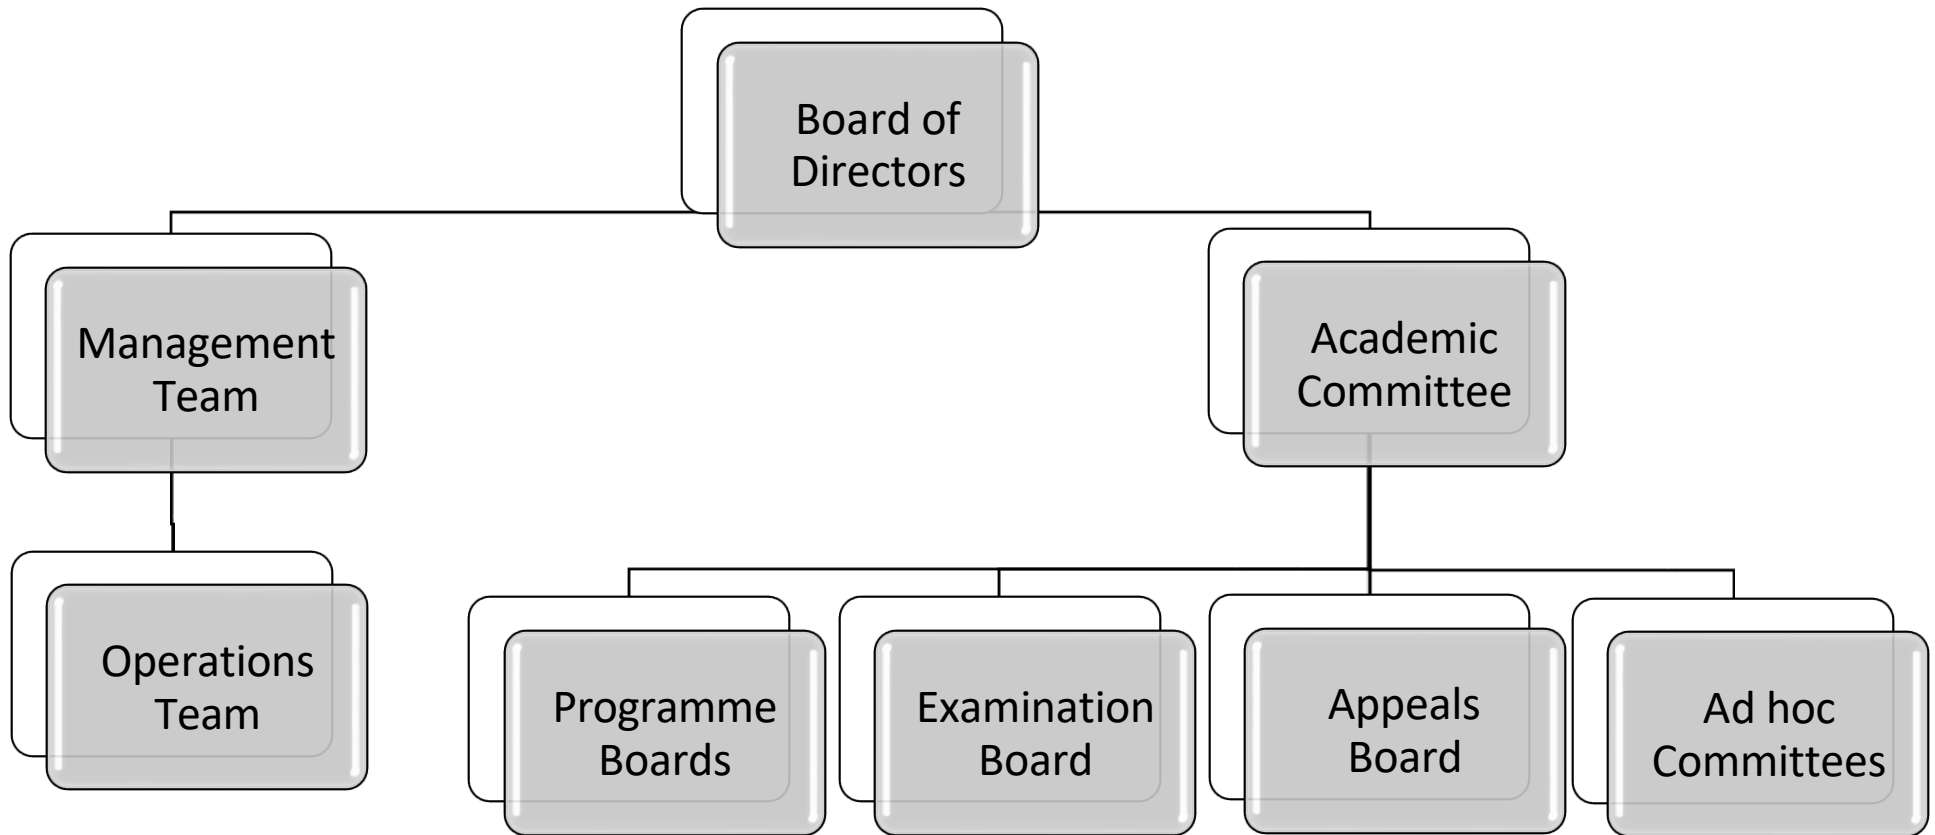 Board of
Directors
Management
Team
Academic
Committee
Operations
Team
Programme
Boards
Examination
Board
Appeals
Board
Ad hoc
Committees